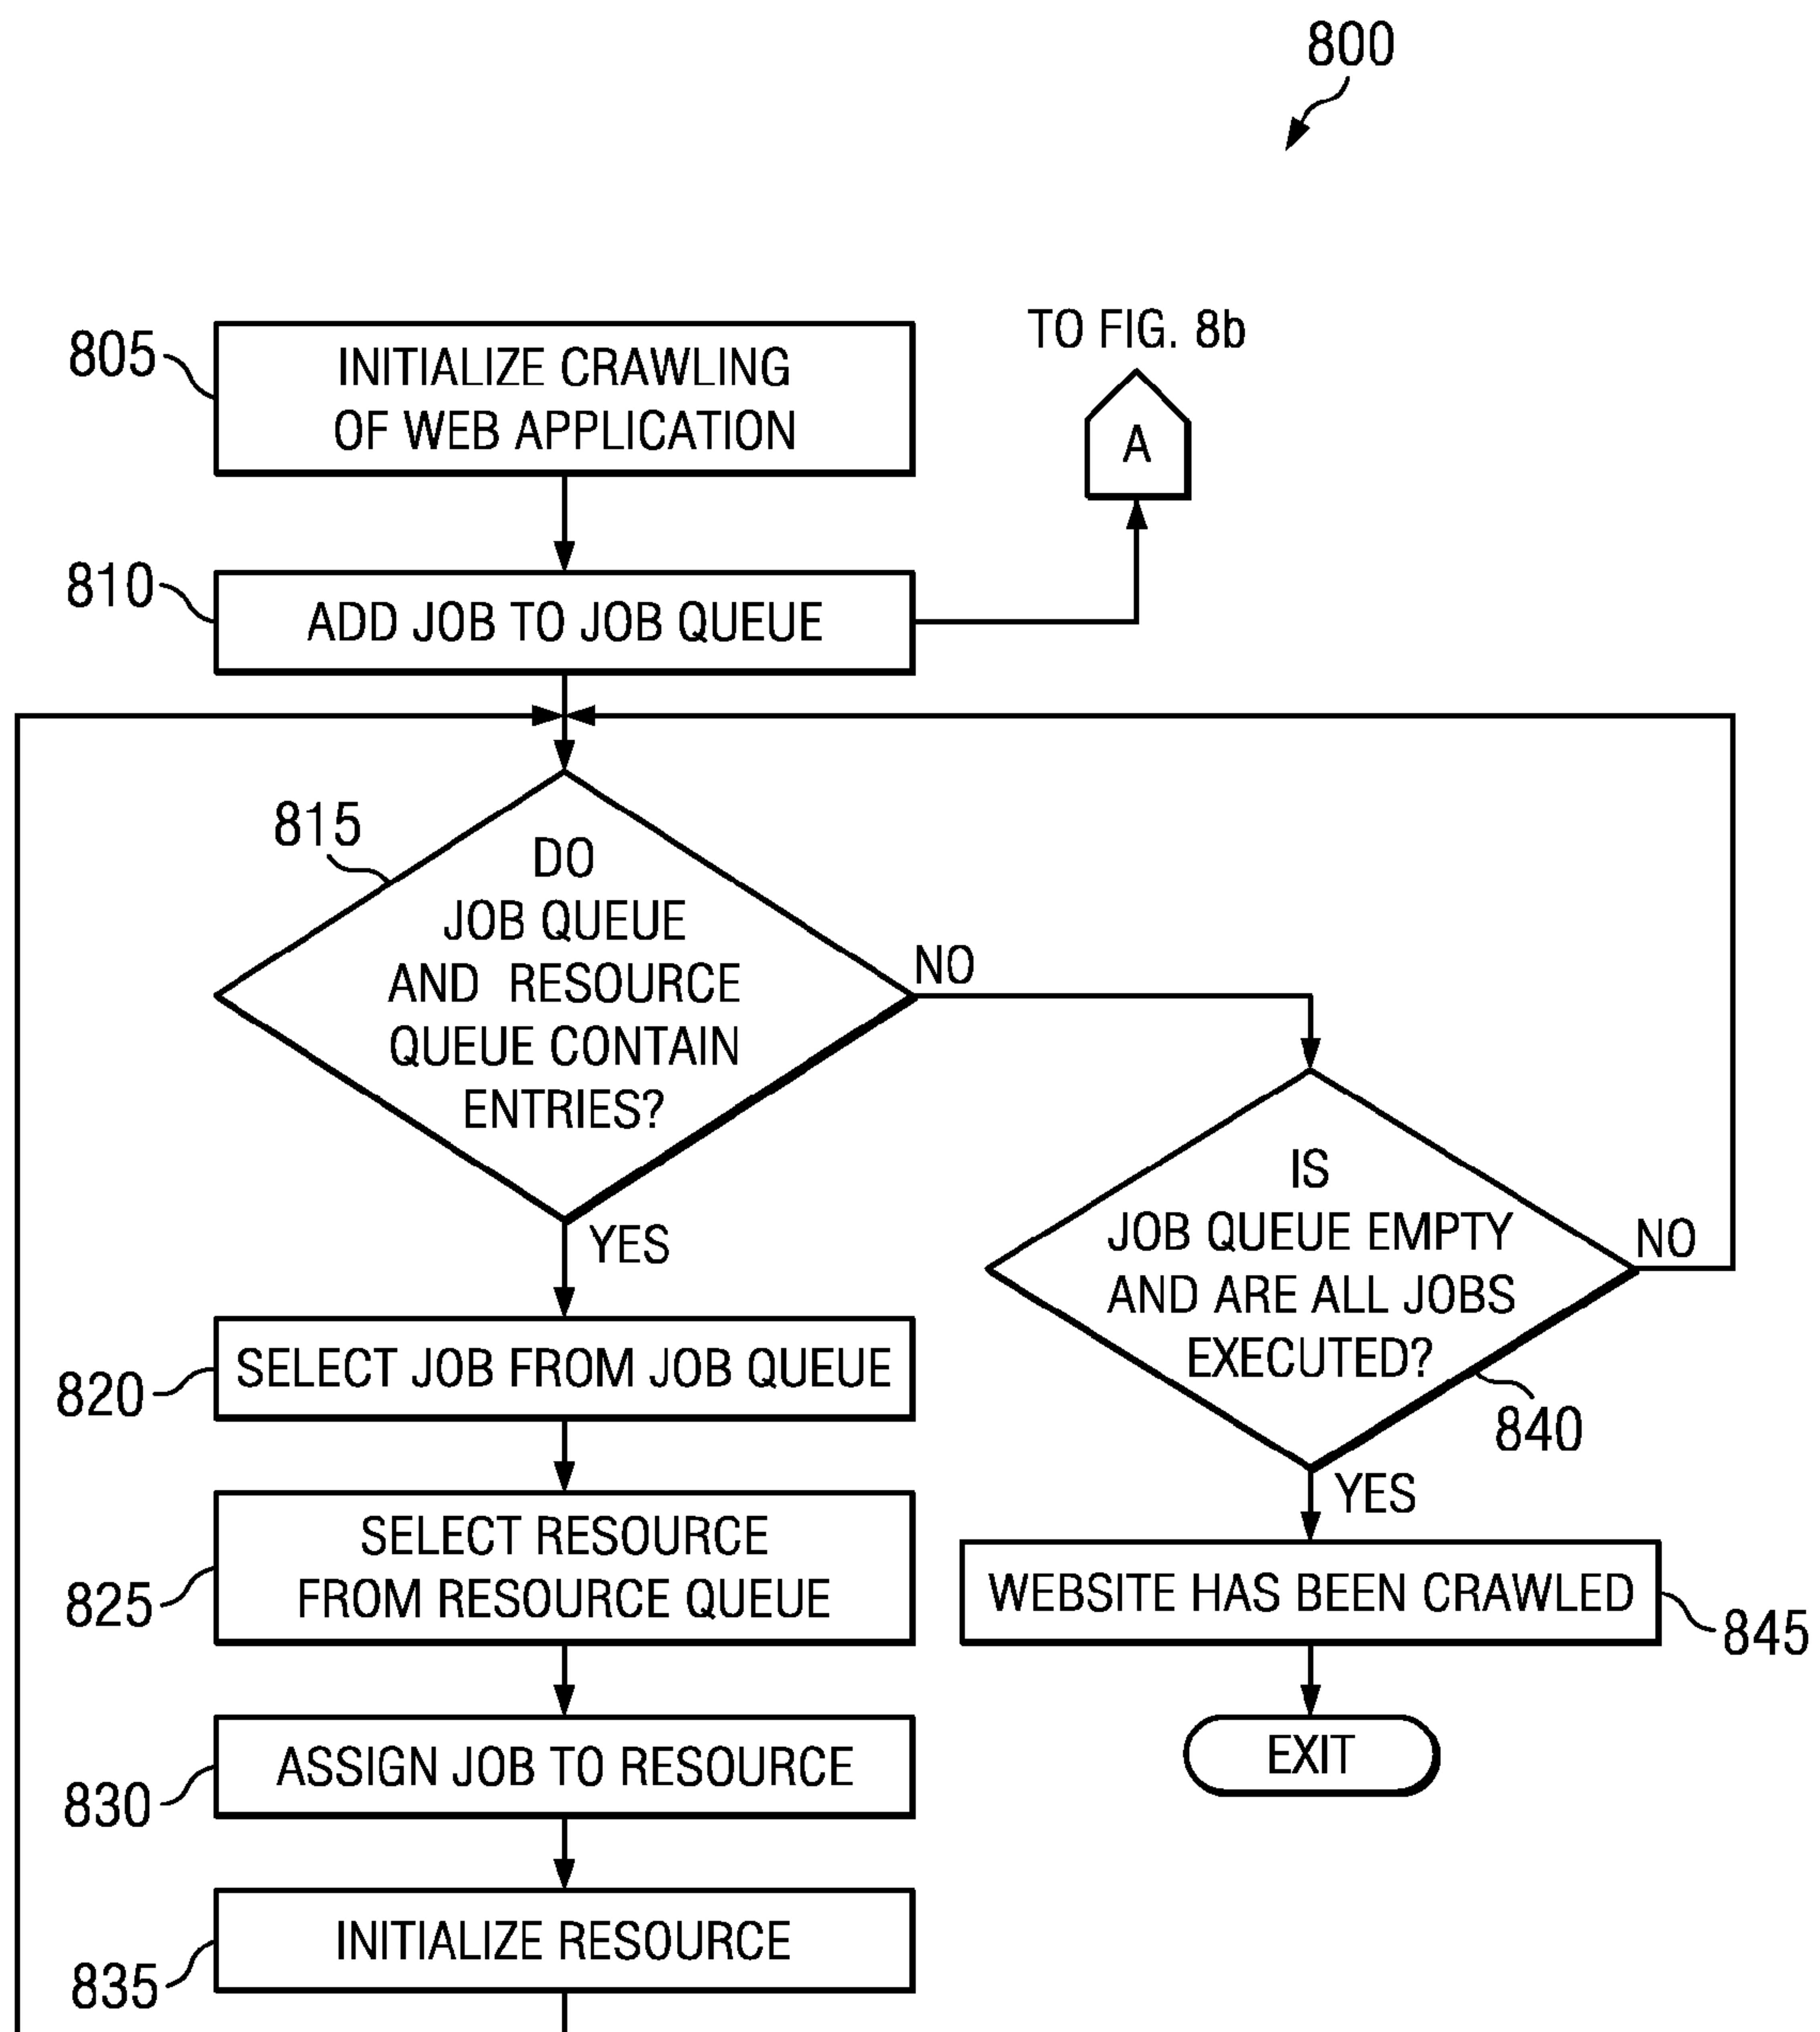 800
805
INITIALIZE CRAWLING
OF WEB APPLICATION
TO FIG. 8b
A
810
ADD JOB TO JOB QUEUE
815
DO
JOB QUEUE
AND RESOURCE
QUEUE CONTAIN
ENTRIES?
NO
YES
IS
JOB QUEUE EMPTY
AND ARE ALL JOBS
EXECUTED?
NO
840
YES
820
SELECT JOB FROM JOB QUEUE
825
SELECT RESOURCE
FROM RESOURCE QUEUE
WEBSITE HAS BEEN CRAWLED
845
830
ASSIGN JOB TO RESOURCE
EXIT
835
INITIALIZE RESOURCE